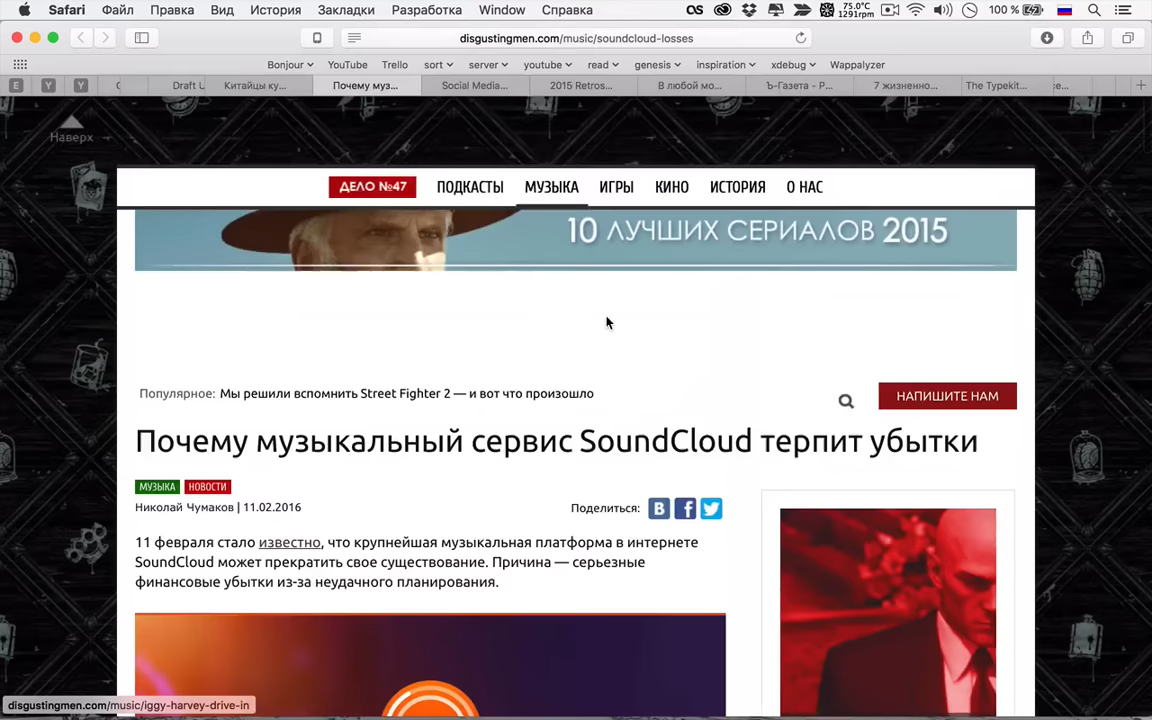 Safari Файл Правка Вид История Закладки Разработка Window Справка 75.0°C 1291rpm 100 %
disgustingmen.com/music/soundcloud-losses
Bonjour YouTube Trello sort server youtube read genesis inspiration xdebug Wappalyzer
E Y Y Draft U Китайцы ку... Почему муз... Social Media... 2015 Retros... В любой мо... Ъ-Газета - Р... 7 жизненно... The Typekit...
Наверх
ДЕЛО №47 ПОДКАСТЫ МУЗЫКА ИГРЫ КИНО ИСТОРИЯ О НАС
10 ЛУЧШИХ СЕРИАЛОВ 2015
Популярное: Мы решили вспомнить Street Fighter 2 — и вот что произошло
НАПИШИТЕ НАМ
Почему музыкальный сервис SoundCloud терпит убытки
МУЗЫКА НОВОСТИ
Николай Чумаков | 11.02.2016 Поделиться:
11 февраля стало известно, что крупнейшая музыкальная платформа в интернете
SoundCloud может прекратить свое существование. Причина — серьезные
финансовые убытки из-за неудачного планирования.
disgustingmen.com/music/iggy-harvey-drive-in